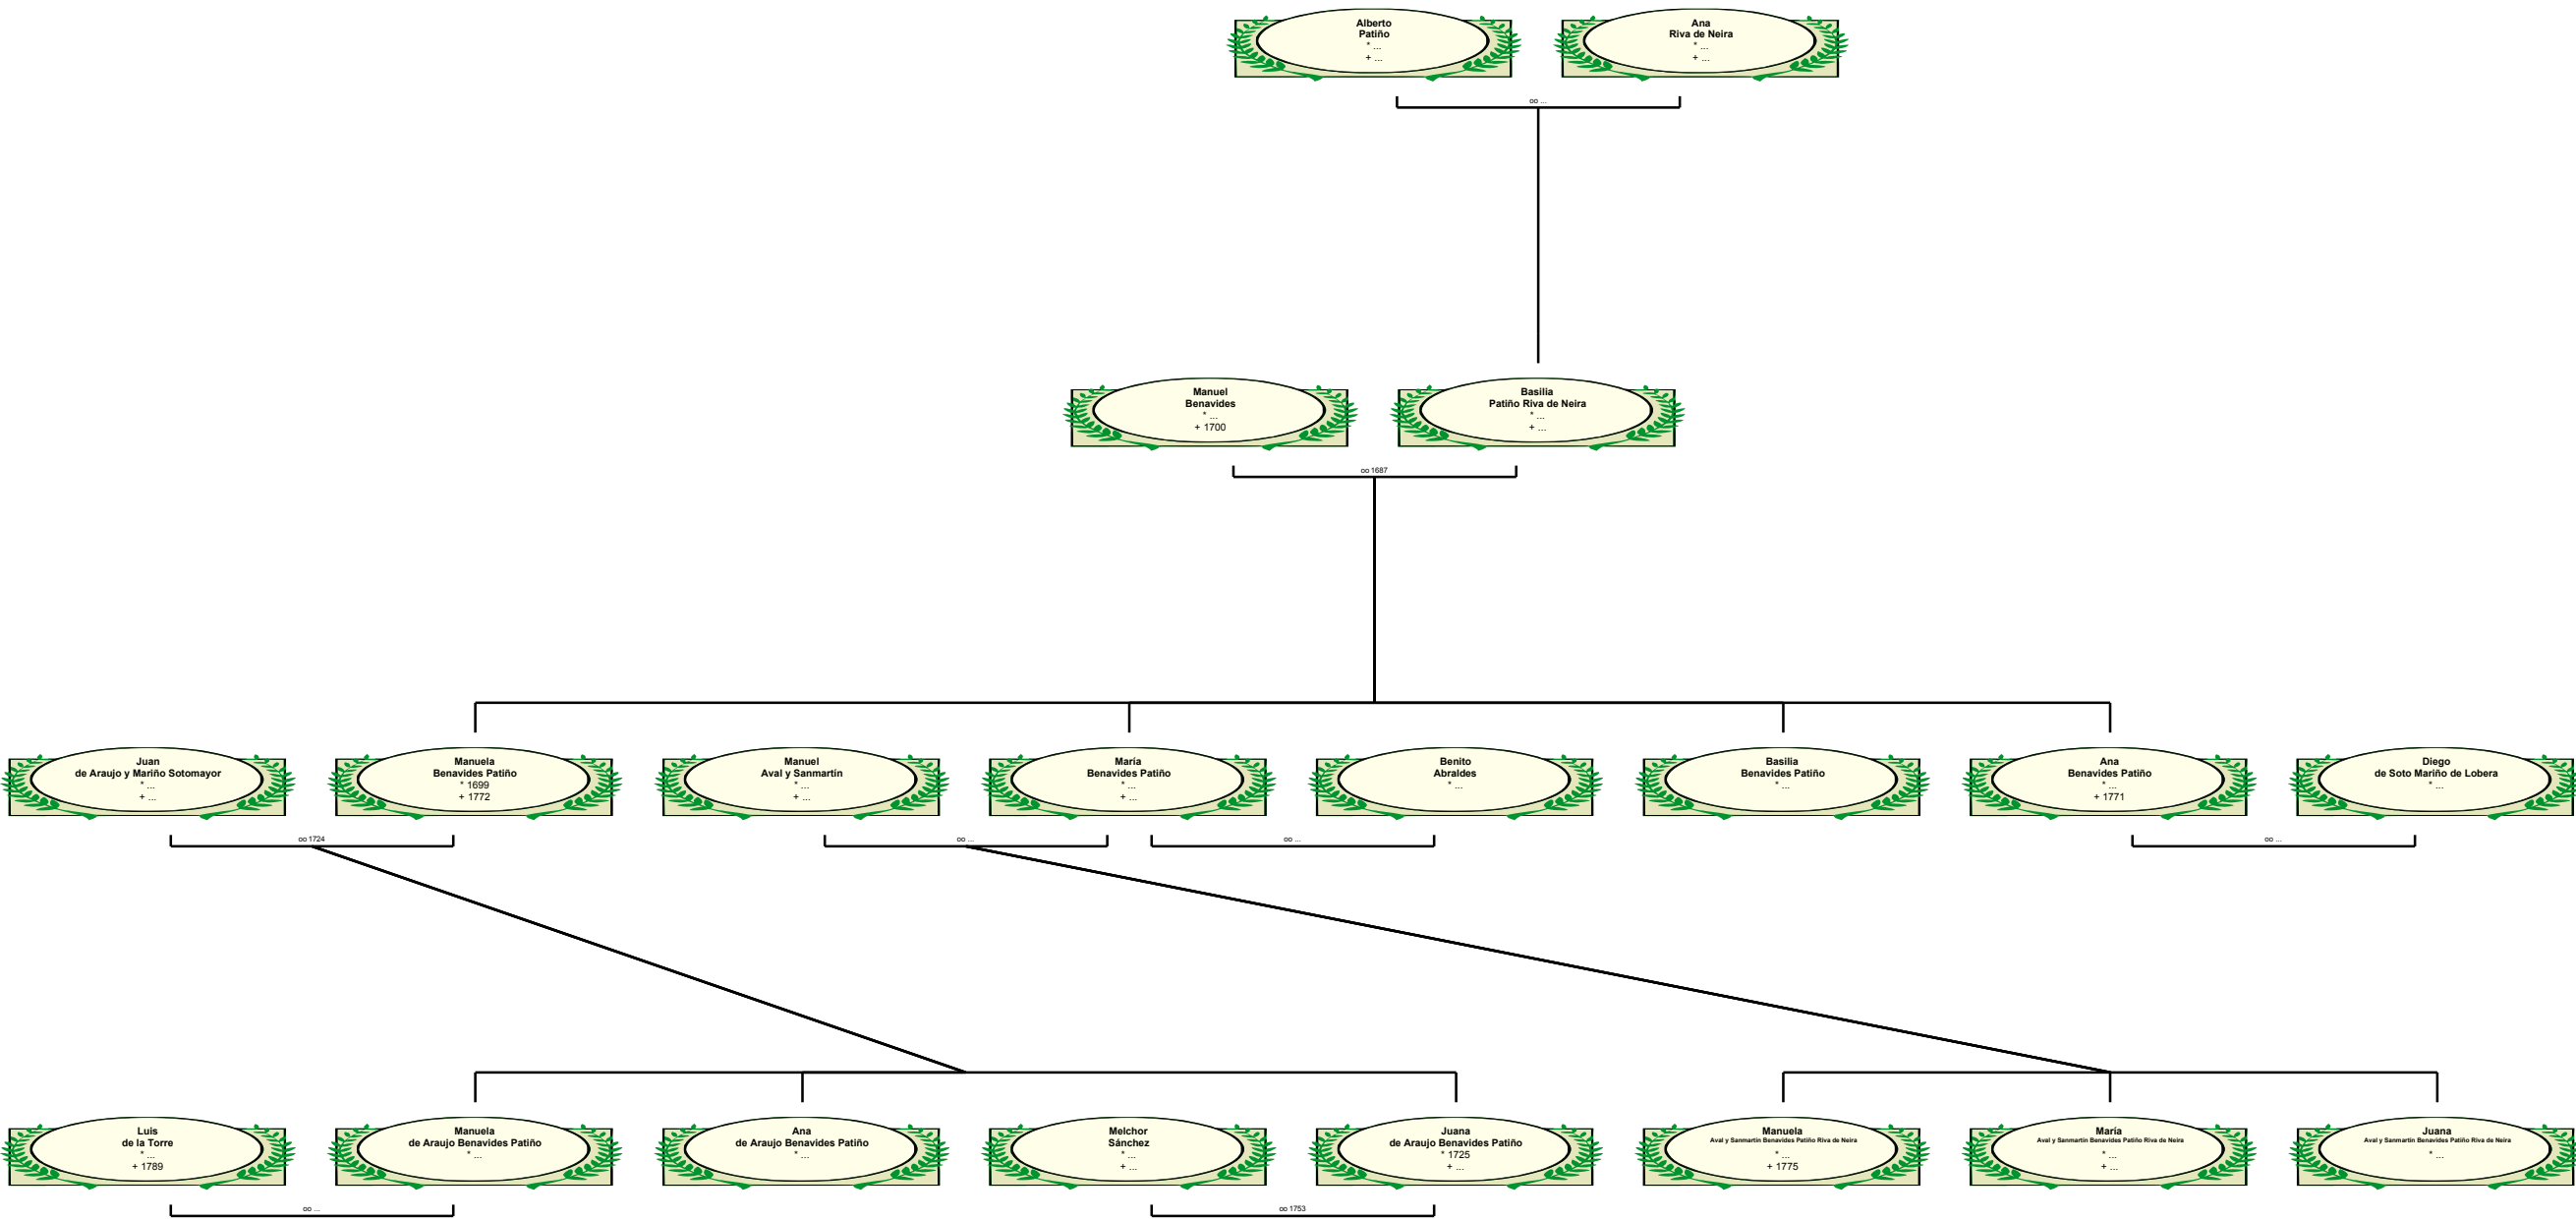 Alberto
Patiño
* ...
+ ...
Ana
Riva de Neira
* ...
+ ...
oo ...
Manuel
Benavides
* ...
+ 1700
Basilia
Patiño Riva de Neira
* ...
+ ...
oo 1687
Juan
de Araujo y Mariño Sotomayor
* ...
+ ...
Manuela
Benavides Patiño
* 1699
+ 1772
Manuel
Aval y Sanmartín
* ...
+ ...
María
Benavides Patiño
* ...
+ ...
Benito
Abraldes
* ...
Basilia
Benavides Patiño
* ...
Ana
Benavides Patiño
* ...
+ 1771
Diego
de Soto Mariño de Lobera
* ...
oo 1724
oo ...
oo ...
oo ...
Luis
de la Torre
* ...
+ 1789
Manuela
de Araujo Benavides Patiño
* ...
Ana
de Araujo Benavides Patiño
* ...
Melchor
Sánchez
* ...
+ ...
Juana
de Araujo Benavides Patiño
* 1725
+ ...
Manuela
Aval y Sanmartín Benavides Patiño Riva de Neira
* ...
+ 1775
María
Aval y Sanmartín Benavides Patiño Riva de Neira
* ...
+ ...
Juana
Aval y Sanmartín Benavides Patiño Riva de Neira
* ...
oo ...
oo 1753